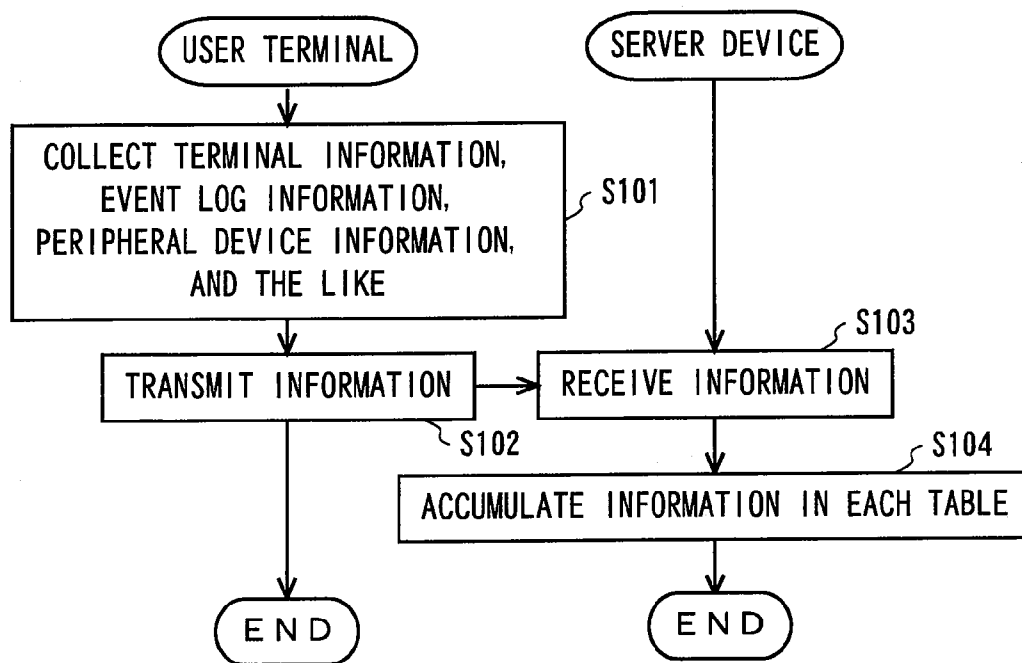 USER TERMINAL
SERVER DEVICE
COLLECT TERMINAL INFORMATION,
EVENT LOG INFORMATION,
PERIPHERAL DEVICE INFORMATION,
AND THE LIKE
S101
S103
TRANSMIT INFORMATION
RECEIVE INFORMATION
S102
S104
ACCUMULATE INFORMATION IN EACH TABLE
END
END